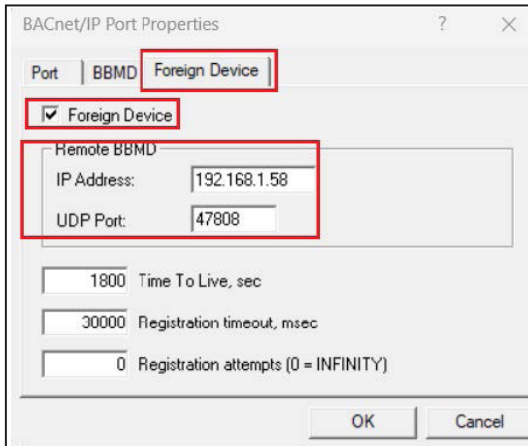 BACnet/IP Port Properties ?
Port BBMD Foreign Device
Foreign Device
Remote BBMD
IP Address: 192.168.1.58
UDP Port: 47808
1800 Time To Live, sec
30000 Registration timeout, msec
0 Registration attempts (0 = INFINITY)
OK Cancel